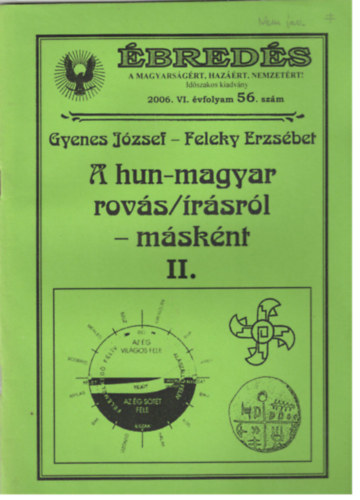 ÉBREDÉS
A MAGYARSÁGÉRT, HAZÁÉRT, NEMZETÉRT!
Időszakos kiadvány
2006. VI. évfolyam 56. szám
Gyenes József – Feleky Erzsébet
A hun-magyar
rovás/írásról
– másként
II.
AZ ÉG
VILÁGOS FELE
AZ ÉG SÖTÉT
FELE